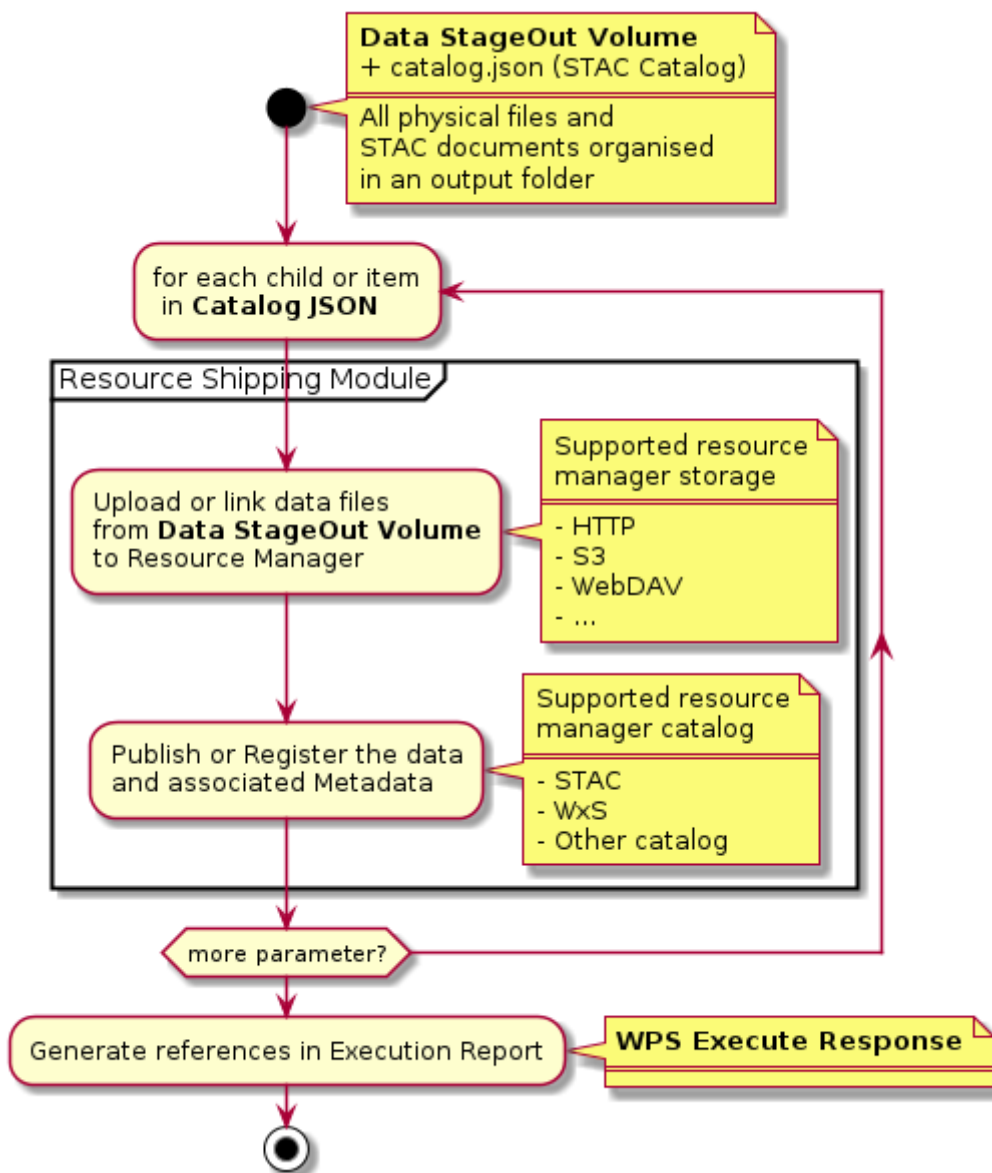 Data StageOut Volume
+ catalog.json (STAC Catalog)
All physical files and
STAC documents organised
in an output folder
for each child or item
in Catalog JSON
Resource Shipping Module
Upload or link data files
from Data StageOut Volume
to Resource Manager
Supported resource
manager storage
- HTTP
- S3
- WebDAV
- ...
Publish or Register the data
and associated Metadata
Supported resource
manager catalog
- STAC
- WxS
- Other catalog
more parameter?
Generate references in Execution Report
WPS Execute Response